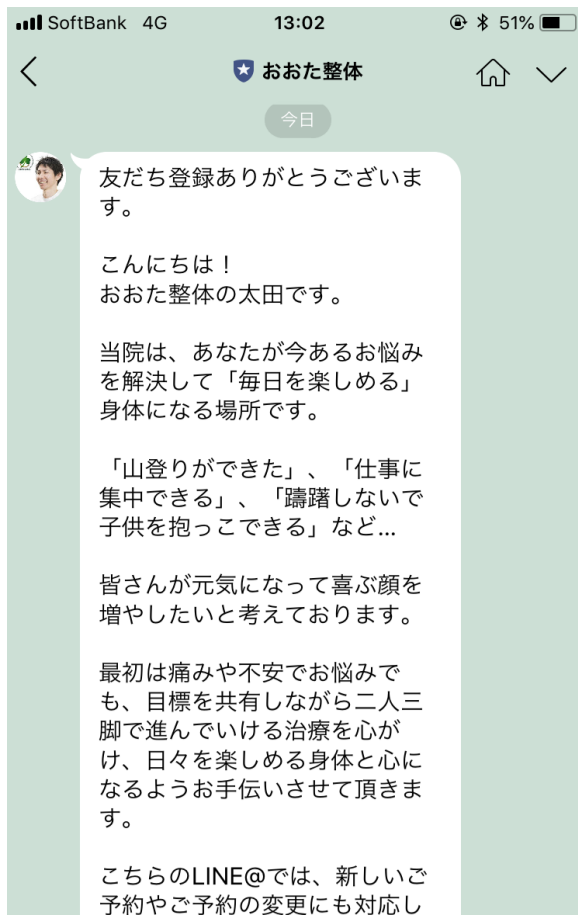 SoftBank 4G 13:02 51%
おおた整体
今日
友だち登録ありがとうございま
す。
こんにちは！
おおた整体の太田です。
当院は、あなたが今あるお悩み
を解決して「毎日を楽しめる」
身体になる場所です。
「山登りができた」、「仕事に
集中できる」、「躊躇しないで
子供を抱っこできる」など...
皆さんが元気になって喜ぶ顔を
増やしたいと考えております。
最初は痛みや不安でお悩みで
も、目標を共有しながら二人三
脚で進んでいける治療を心が
け、日々を楽しめる身体と心に
なるようお手伝いさせて頂きま
す。
こちらのLINE@では、新しいご
予約やご予約の変更にも対応し